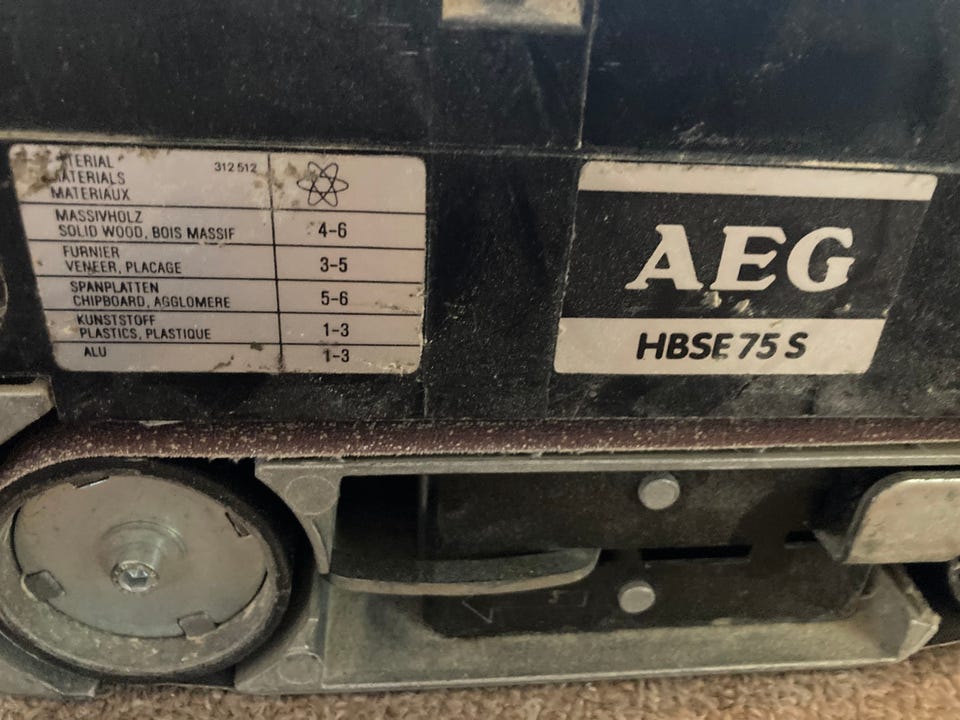 MATERIAL 312 512
MATERIALS
MATERIAUX
MASSIVHOLZ
SOLID WOOD, BOIS MASSIF 4-6
FURNIER
VENEER, PLACAGE 3-5
SPANPLATTEN
CHIPBOARD, AGGLOMERE 5-6
KUNSTSTOFF
PLASTICS, PLASTIQUE 1-3
ALU 1-3
AEG
HBSE 75 S